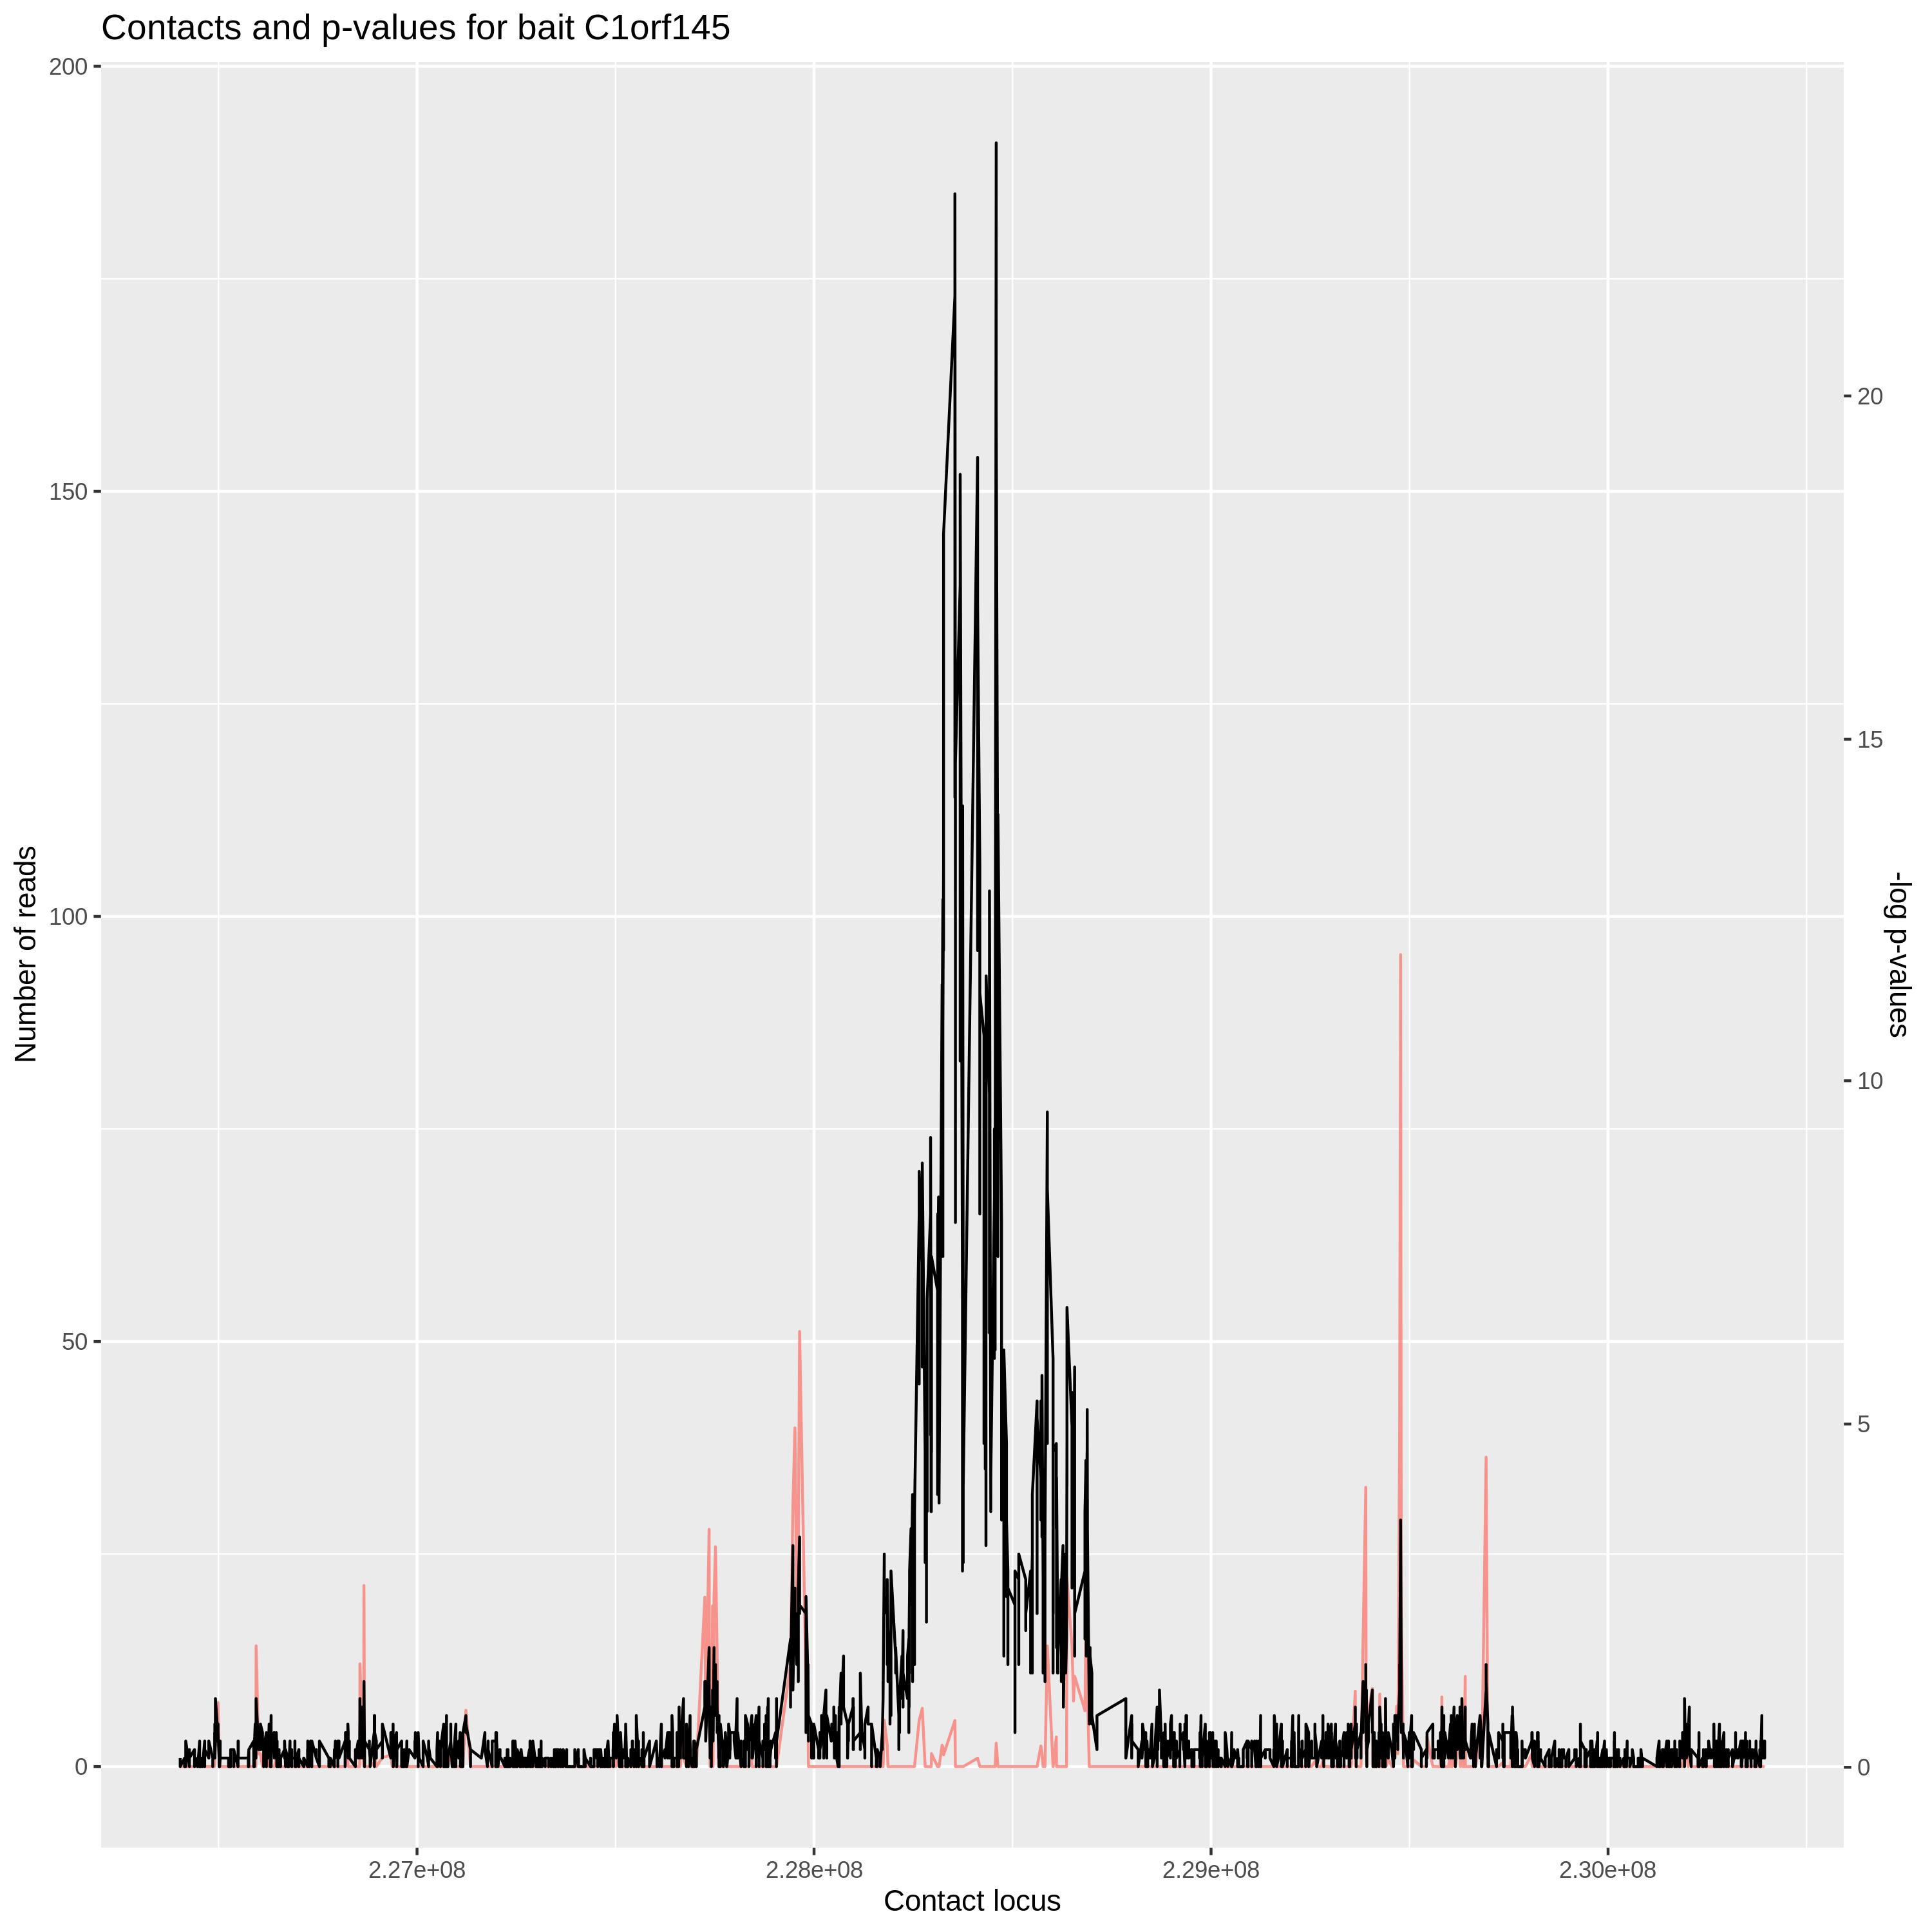 Contacts and p-values for bait C1orf145
200
150
100
50
0
Number of reads
20
15
10
5
0
-log p-values
2.27e+08
2.28e+08
2.29e+08
2.30e+08
Contact locus